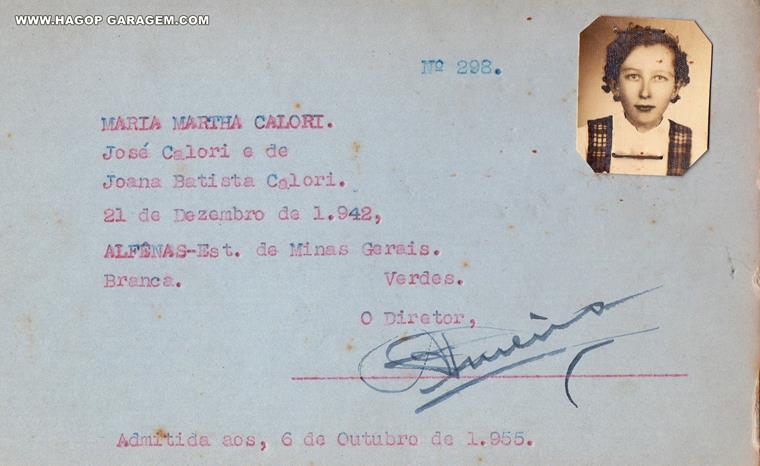 WWW.HAGOP GARAGEM.COM
Nº 298.
MARIA MARTHA CALORI.
José Calori e de
Joana Batista Calori.
21 de Dezembro de 1.942,
ALFÊNAS-Est. de Minas Gerais.
Branca. Verdes.
O Diretor,
Admitida aos, 6 de Outubro de 1.955.